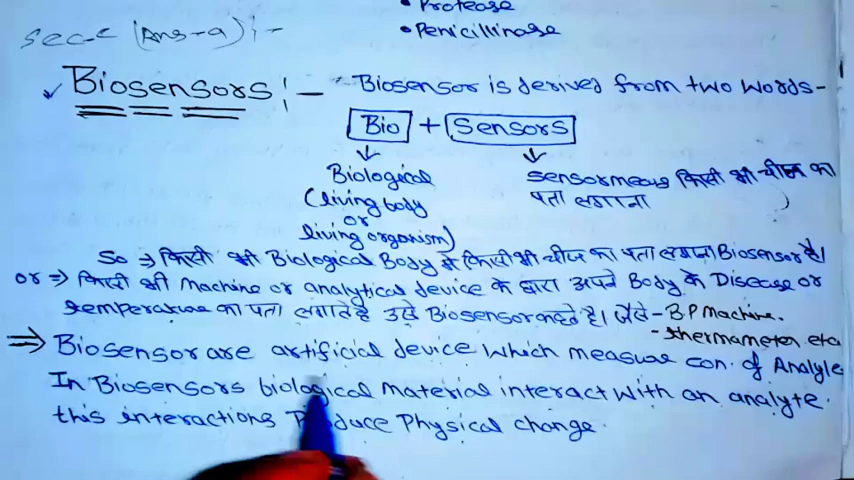 • Protease
• Penicillinase
Sec-C (Ans-9) :-
✓ Biosensors :- Biosensor is derived from two words-
Bio + Sensors
Biological
(living body
or
living organism)
sensor means किसी भी चीज का
पता लगाना
So → किसी भी Biological Body में किसी भी चीज का पता लगाना Biosensor है।
or ⇒ किसी भी Machine or analytical device के द्वारा अपने Body के Disease or
temperature का पता लगाते है उसे Biosensor कहते है। जैसे - B.P Machine.
- thermameter etc
⇒ Biosensor are artificial device which measure con. of Analyte
In Biosensors biological material interact with an analyte.
this interactions Produce Physical change.